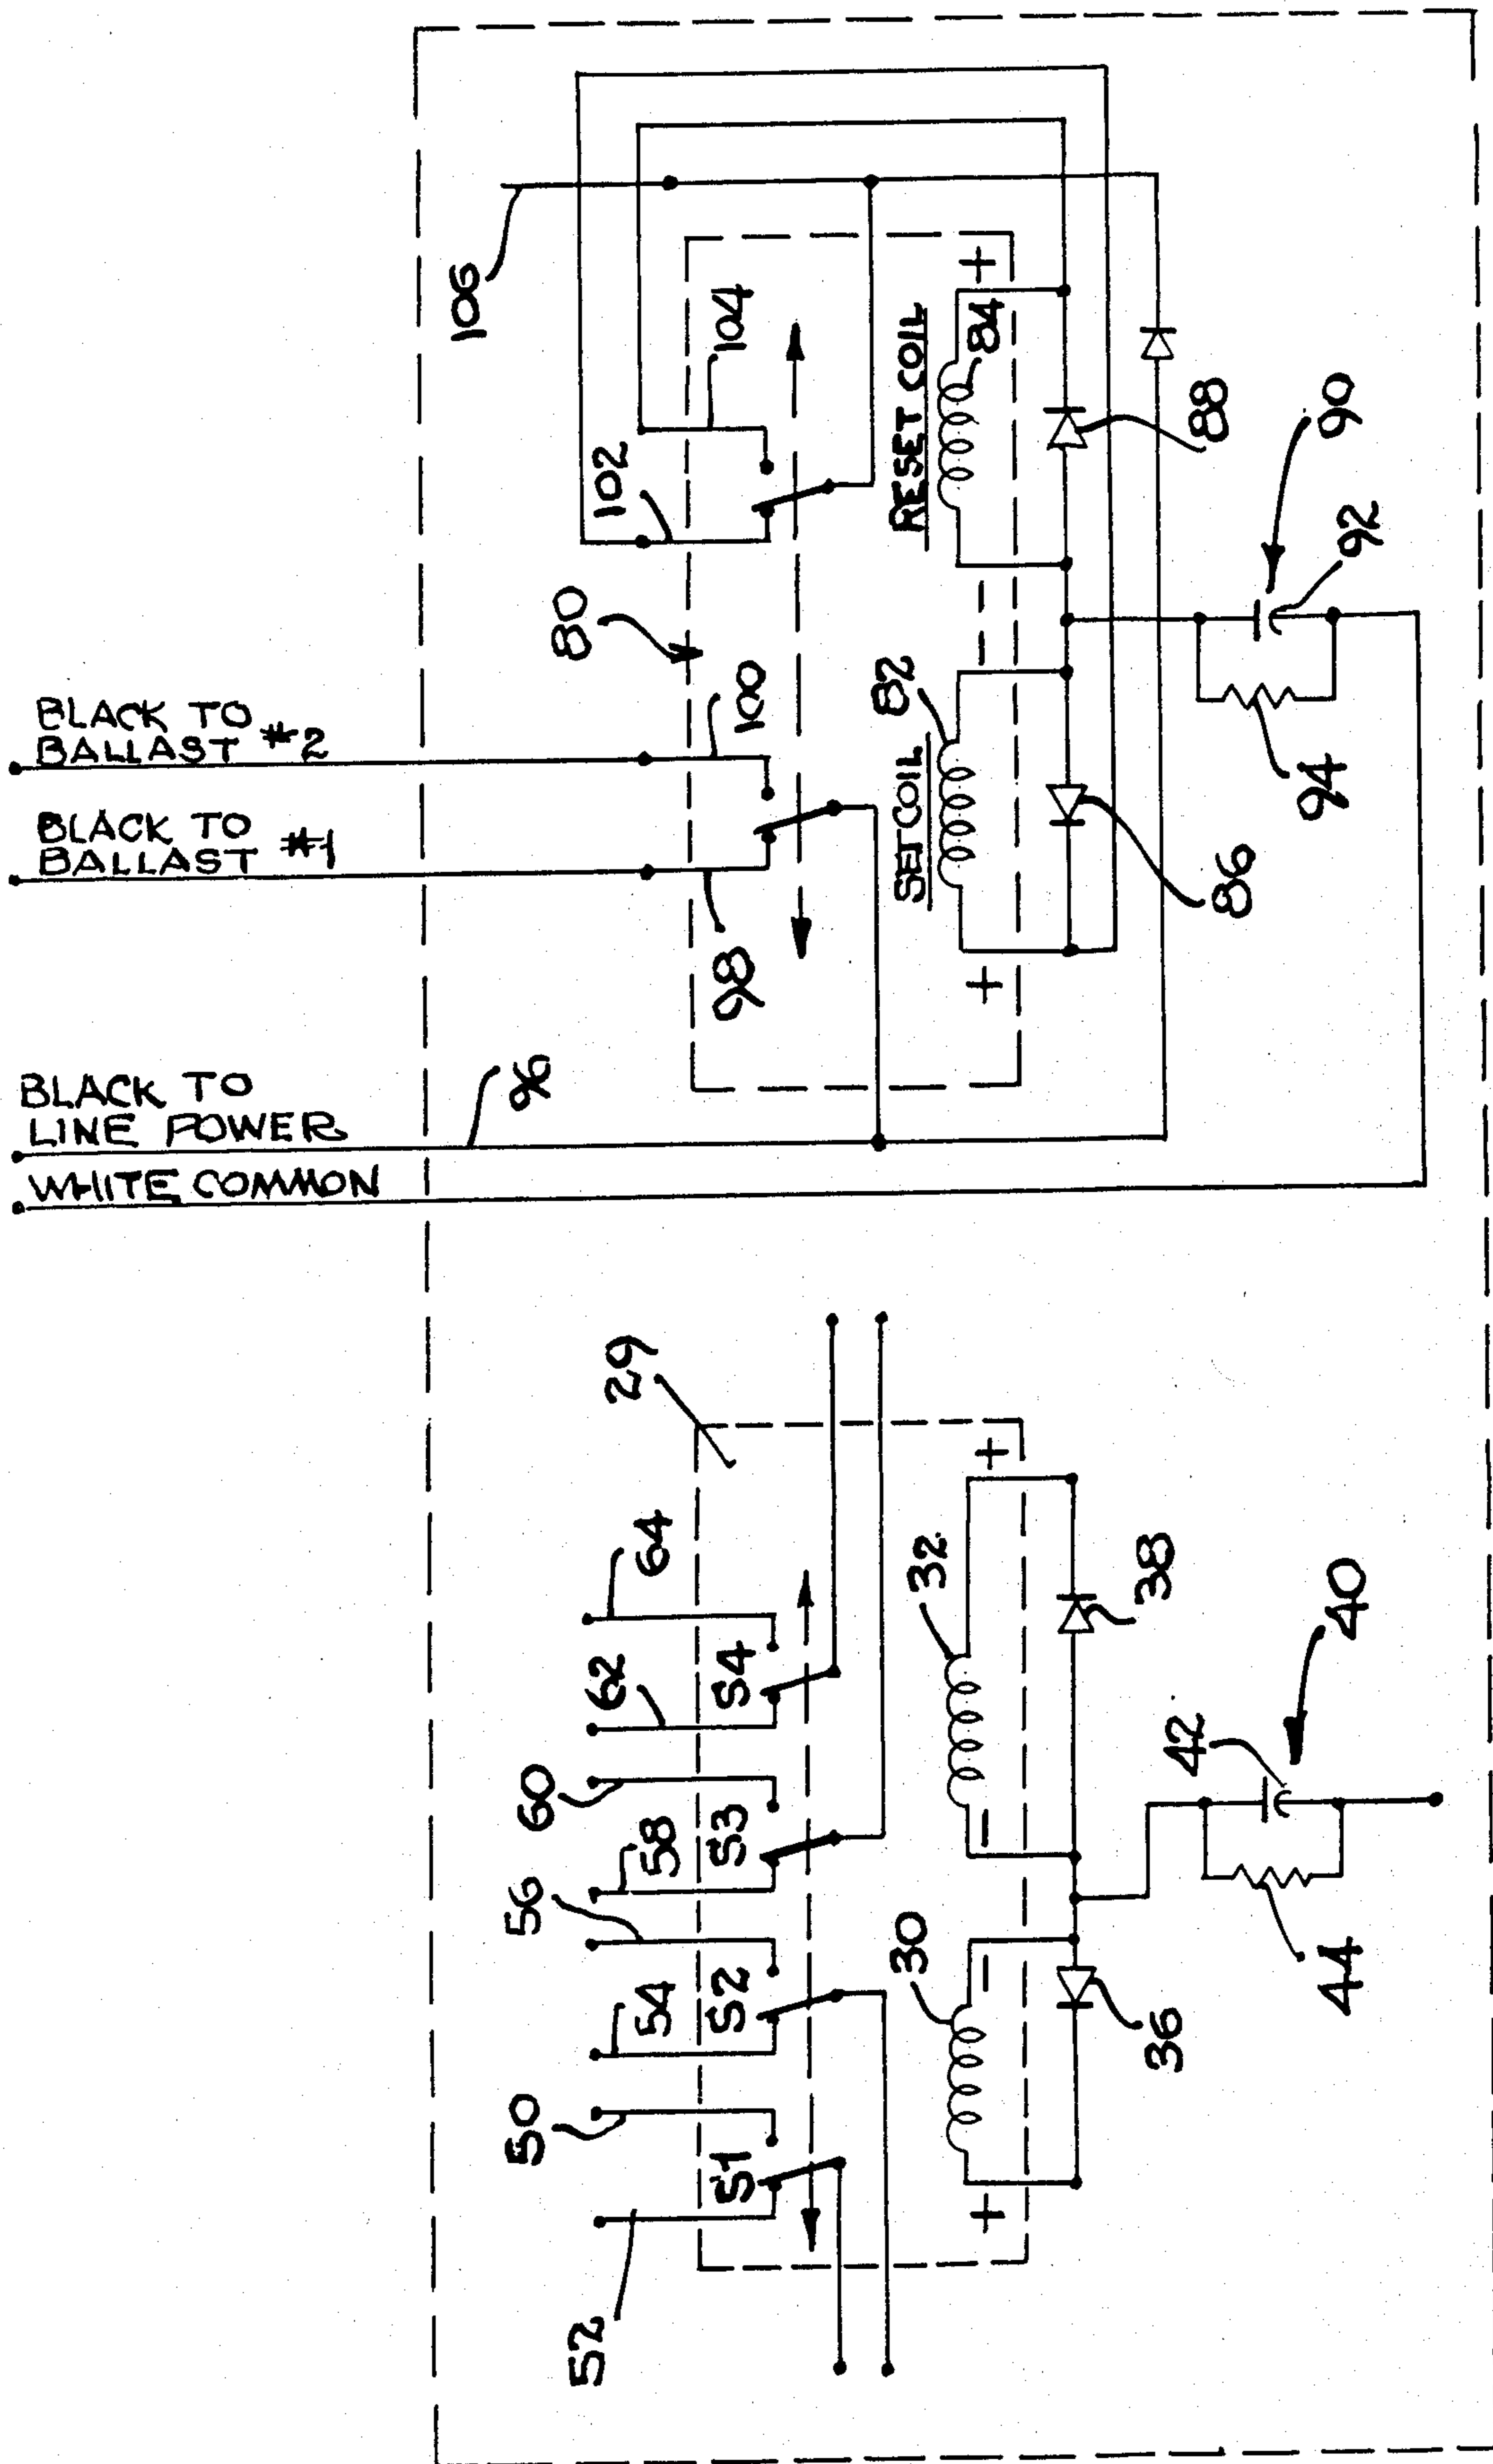 BLACK TO
BALLAST #2
BLACK TO
BALLAST #1
BLACK TO
LINE POWER
WHITE COMMON
106
104
102
80
100
98
96
+
RESET COIL
84
–
–
82
SET COIL
+
88
90
92
94
86
29
64
62
60
58
56
54
50
52
S4
S3
S2
S1
+
32
–
30
–
+
38
40
42
44
36